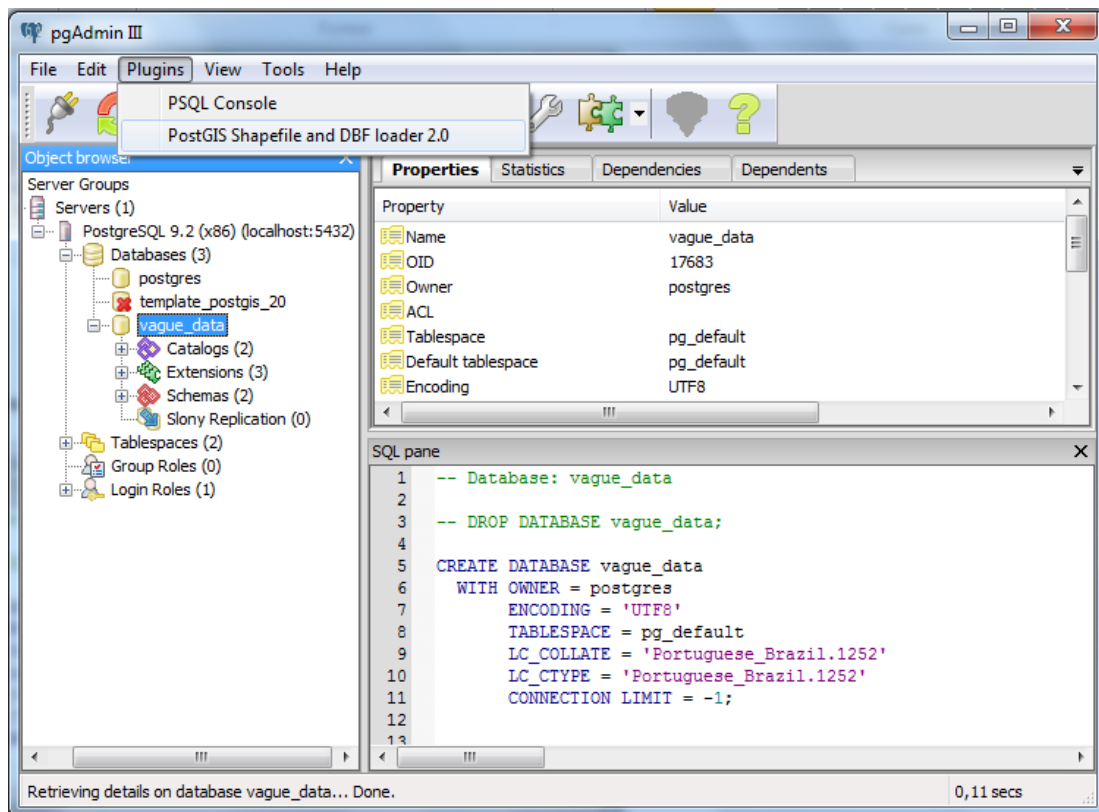 pgAdmin III
File Edit Plugins View Tools Help
PSQL Console
PostGIS Shapefile and DBF loader 2.0
Object browser
Server Groups
Servers (1)
PostgreSQL 9.2 (x86) (localhost:5432)
Databases (3)
postgres
template_postgis_20
vague_data
Catalogs (2)
Extensions (3)
Schemas (2)
Slony Replication (0)
Tablespaces (2)
Group Roles (0)
Login Roles (1)
Properties Statistics Dependencies Dependents
Property Value
Name vague_data
OID 17683
Owner postgres
ACL
Tablespace pg_default
Default tablespace pg_default
Encoding UTF8
SQL pane
1 -- Database: vague_data
2
3 -- DROP DATABASE vague_data;
4
5 CREATE DATABASE vague_data
6 WITH OWNER = postgres
7 ENCODING = 'UTF8'
8 TABLESPACE = pg_default
9 LC_COLLATE = 'Portuguese_Brazil.1252'
10 LC_CTYPE = 'Portuguese_Brazil.1252'
11 CONNECTION LIMIT = -1;
12
13
Retrieving details on database vague_data... Done. 0,11 secs